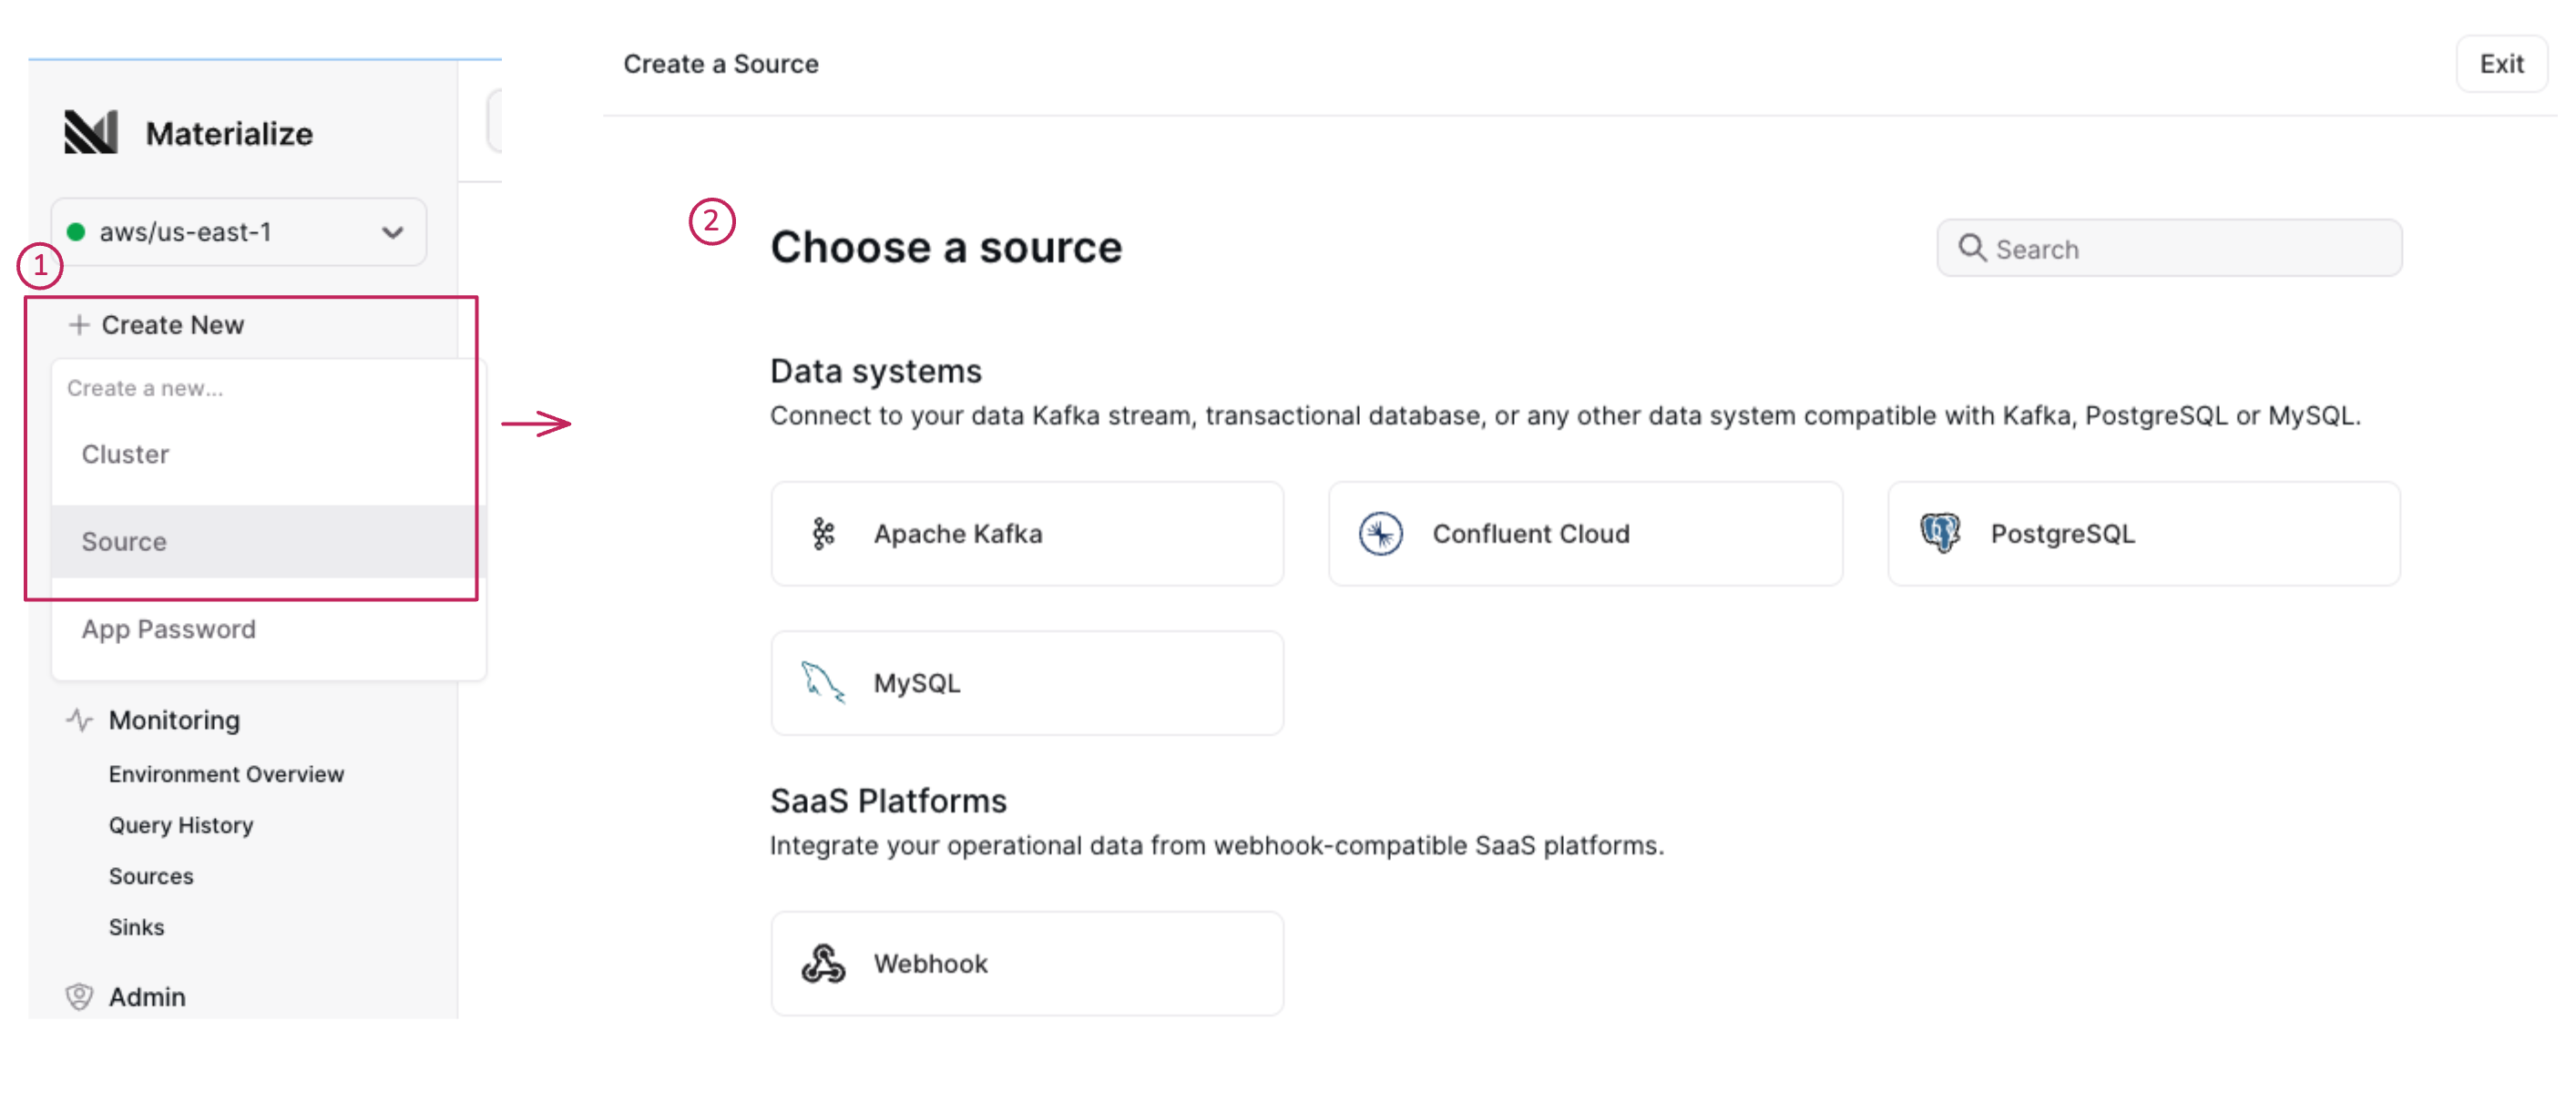 Materialize
aws/us-east-1
1
Create New
Create a new...
Cluster
Source
App Password
Monitoring
Environment Overview
Query History
Sources
Sinks
Admin
Create a Source
Exit
2
Choose a source
Search
Data systems
Connect to your data Kafka stream, transactional database, or any other data system compatible with Kafka, PostgreSQL or MySQL.
Apache Kafka
Confluent Cloud
PostgreSQL
MySQL
SaaS Platforms
Integrate your operational data from webhook-compatible SaaS platforms.
Webhook